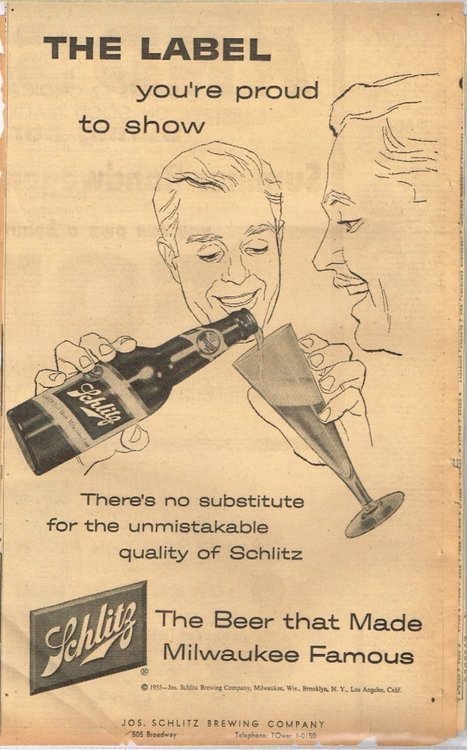 THE LABEL
you're proud
to show
Schlitz
There's no substitute
for the unmistakable
quality of Schlitz
Schlitz
®
The Beer that Made
Milwaukee Famous
© 1955—Jos. Schlitz Brewing Company, Milwaukee, Wis., Brooklyn, N. Y., Los Angeles, Calif.
JOS. SCHLITZ BREWING COMPANY
505 Broadway Telephone: TOwer 1-0150